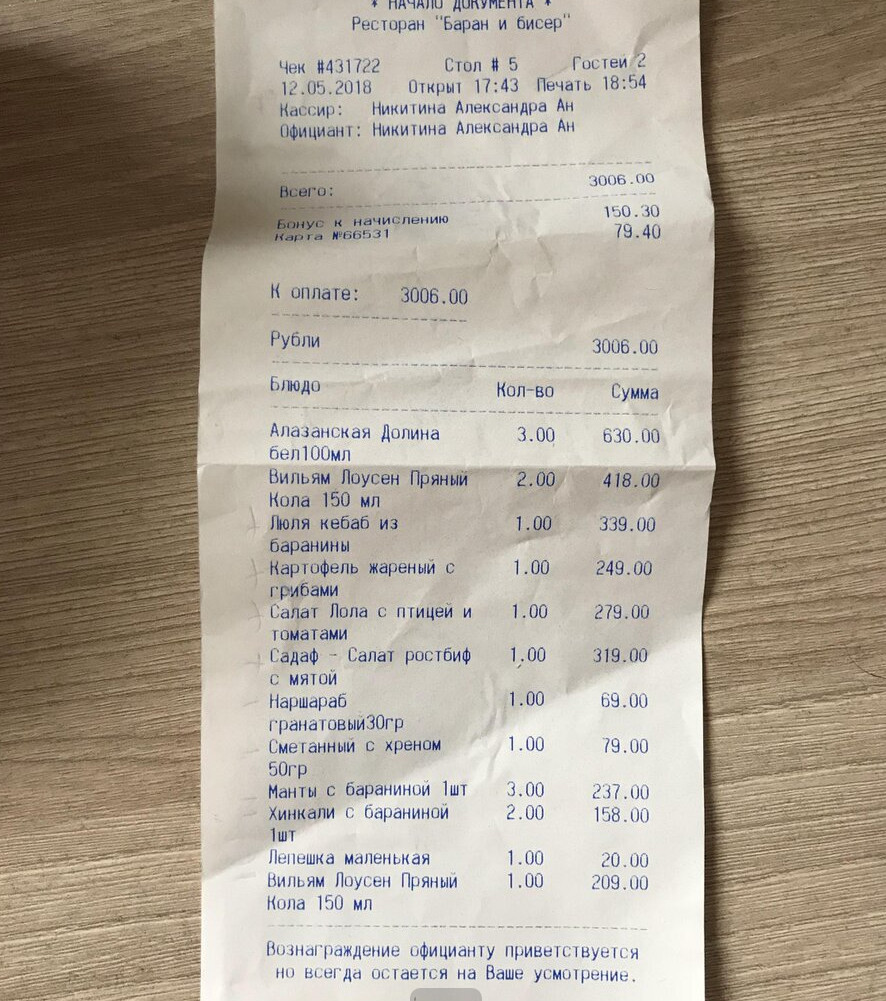 * НАЧАЛО ДОКУМЕНТА *
Ресторан "Баран и бисер"
Чек #431722 Стол # 5 Гостей 2
12.05.2018 Открыт 17:43 Печать 18:54
Кассир: Никитина Александра Ан
Официант: Никитина Александра Ан
Всего: 3006.00
Бонус к начислению 150.30
Карта №66531 79.40
К оплате: 3006.00
Рубли 3006.00
Блюдо Кол-во Сумма
Алазанская Долина 3.00 630.00
бел100мл
Вильям Лоусен Пряный 2.00 418.00
Кола 150 мл
Люля кебаб из 1.00 339.00
баранины
Картофель жареный с 1.00 249.00
грибами
Салат Лола с птицей и 1.00 279.00
томатами
Садаф - Салат ростбиф 1.00 319.00
с мятой
Наршараб 1.00 69.00
гранатовый30гр
Сметанный с хреном 1.00 79.00
50гр
Манты с бараниной 1шт 3.00 237.00
Хинкали с бараниной 2.00 158.00
1шт
Лепешка маленькая 1.00 20.00
Вильям Лоусен Пряный 1.00 209.00
Кола 150 мл
Вознаграждение официанту приветствуется
но всегда остается на Ваше усмотрение.